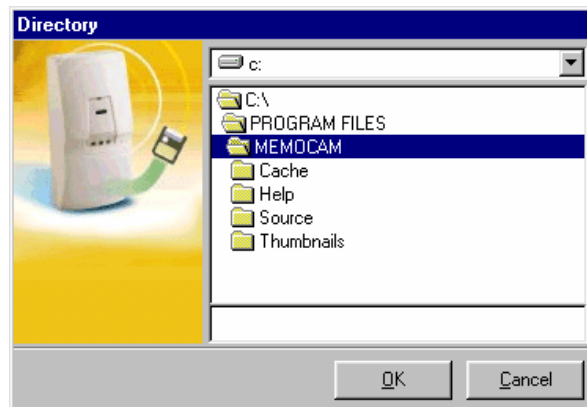 Directory
c:
C:\
PROGRAM FILES
MEMOCAM
Cache
Help
Source
Thumbnails
OK
Cancel